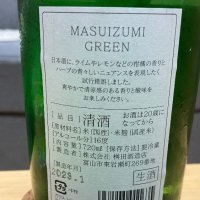 MASUIZUMI
GREEN
日本酒に、ライムやレモンなどの柑橘の香りと
ハーブの青々しいニュアンスを表現したく
試行錯誤しました。
爽やかで清涼感のある香りと酸味を
お楽しみください。
[品目] 清酒 お酒は20歳に
なってから
[原材料名]米(国産)・米麹(国産米)
[アルコール分]16度
[内容量]720ml[保存方法]要冷蔵
[製造者]株式会社桝田酒造店
富山市東岩瀬町269番地
製造年月
2023.1
生酒